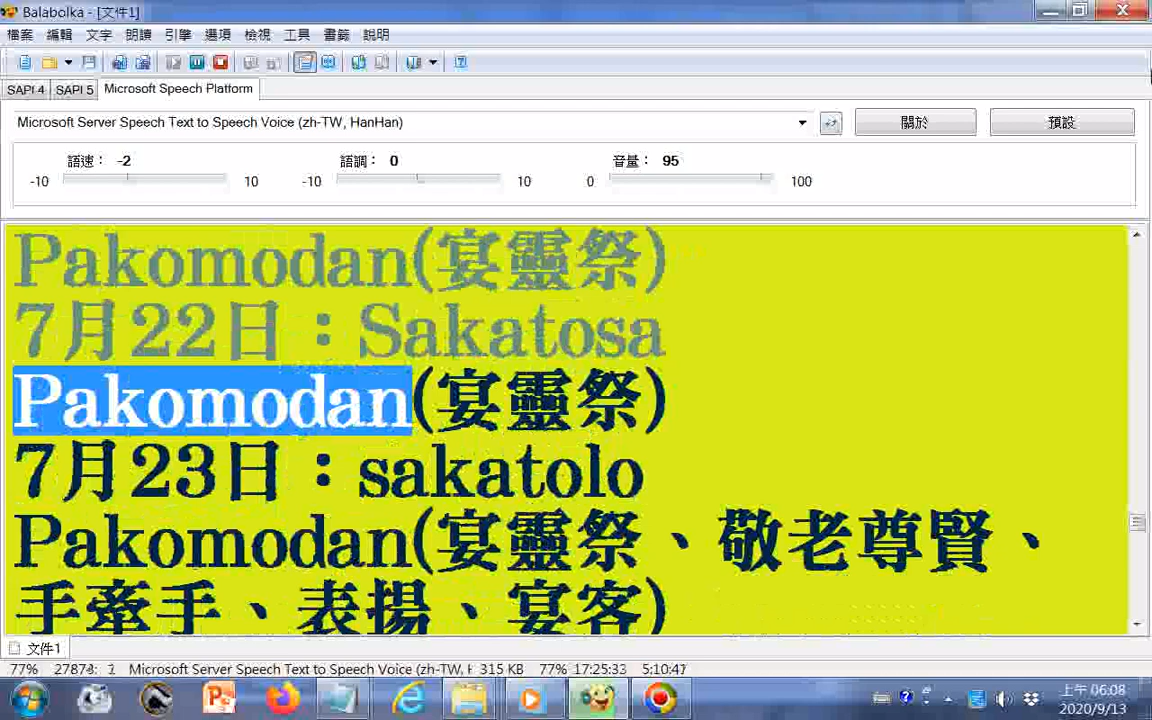 Balabolka - [文件1]
檔案 編輯 文字 朗讀 引擎 選項 檢視 工具 書籤 說明
SAPI 4 SAPI 5 Microsoft Speech Platform
Microsoft Server Speech Text to Speech Voice (zh-TW, HanHan) 關於 預設
語速： -2 語調： 0 音量： 95
-10 10 -10 10 0 100
Pakomodan(宴靈祭)
7月22日：Sakatosa
Pakomodan(宴靈祭)
7月23日：sakatolo
Pakomodan(宴靈祭、敬老尊賢、
手牽手、表揚、宴客)
文件1
77% 27874: 1 Microsoft Server Speech Text to Speech Voice (zh-TW, H 315 KB 77% 17:25:33 5:10:47
上午 06:08
2020/9/13